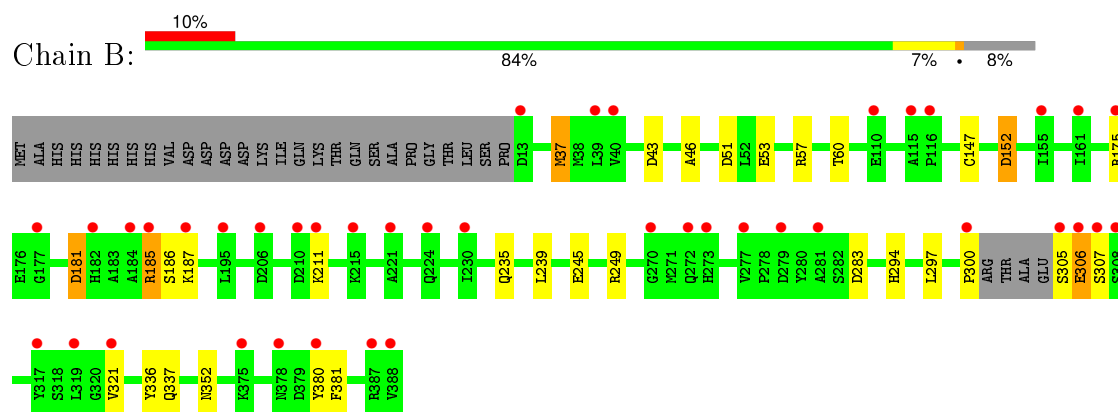 10%
Chain B:
84% 7% • 8%
MET ALA HIS HIS HIS HIS HIS HIS VAL ASP ASP ASP ASP LYS ILE GLN LYS THR GLN SER ALA PRO GLY THR LEU SER PRO D13 M37 M38 L39 V40 D43 A46 D51 L52 E53 R57 T60 E110 A115 P116 C147 D152 I155 I161
E176 G177 D181 H182 A183 A184 R185 S186 K187 L195 D206 D210 K211 K215 A221 Q224 I230 Q235 L239 E245 R249 G270 M271 Q272 H273 V277 P278 D279 Y280 A281 S282 D283 H294 L297 P300 ARG THR ALA GLU S305 E306 S307 S308
Y317 S318 L319 G320 V321 Y336 Q337 N352 K375 N378 D379 Y380 F381 R387 V388